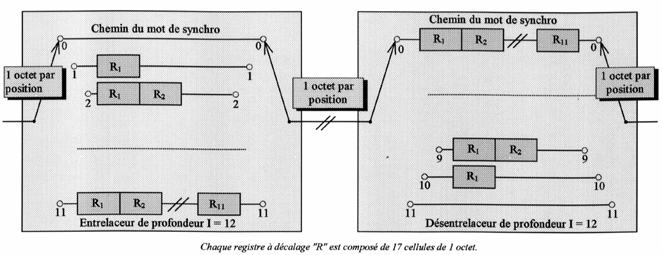 Chemin du mot de synchro
0 0
R1
1 1
R1 R2
2 2
1 octet par
position
R1 R2 R11
11 11
Entrelaceur de profondeur I = 12
1 octet par
position
Chemin du mot de synchro
R1 R2 R11
0 0
R1 R2
9 9
R1
10 10
11 11
Désentrelaceur de profondeur I = 12
1 octet par
position
Chaque registre à décalage "R" est composé de 17 cellules de 1 octet.